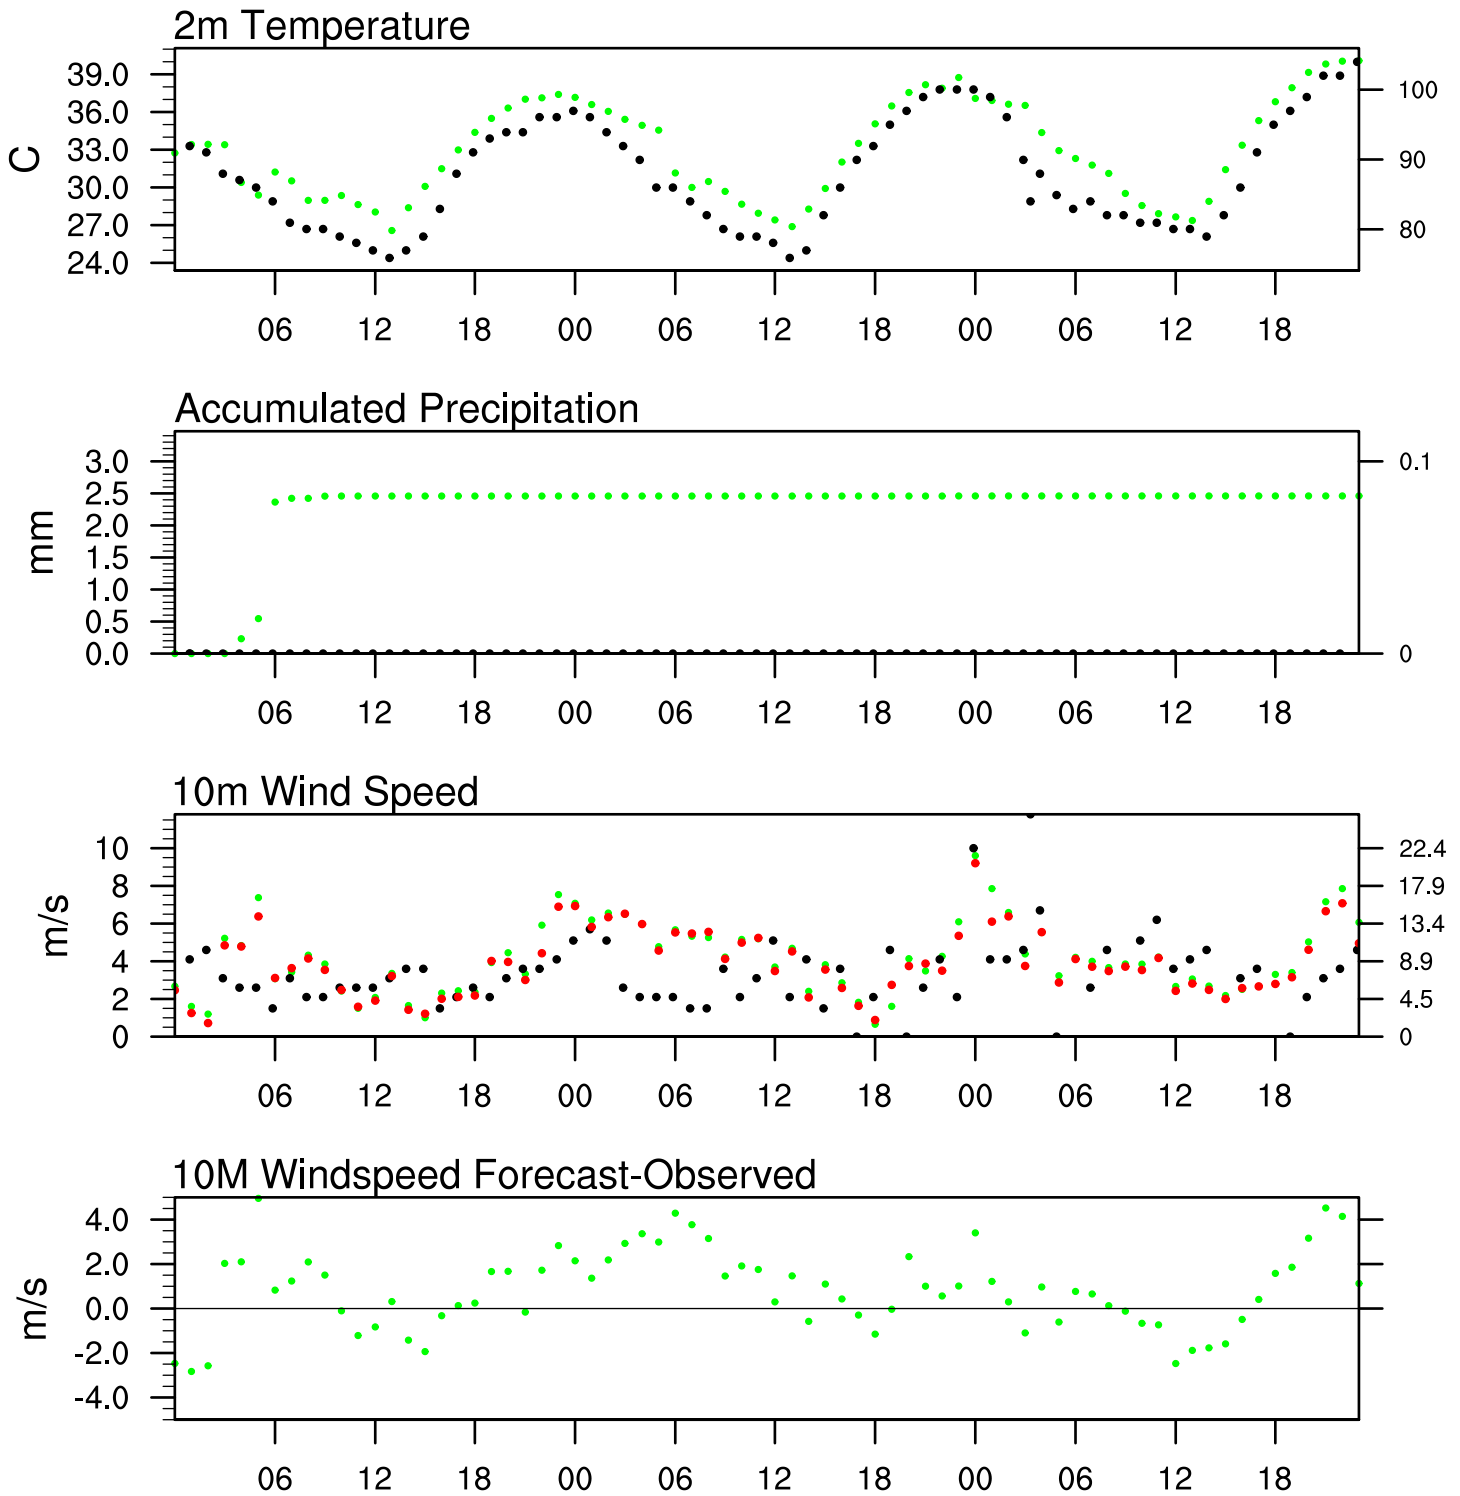 2m Temperature
39.0
36.0
33.0
30.0
27.0
24.0
C
100
90
80
06 12 18 00 06 12 18 00 06 12 18
Accumulated Precipitation
3.0
2.5
2.0
1.5
1.0
0.5
0.0
mm
0.1
0
06 12 18 00 06 12 18 00 06 12 18
10m Wind Speed
10
8
6
4
2
0
m/s
22.4
17.9
13.4
8.9
4.5
0
06 12 18 00 06 12 18 00 06 12 18
10M Windspeed Forecast-Observed
4.0
2.0
0.0
-2.0
-4.0
m/s
06 12 18 00 06 12 18 00 06 12 18